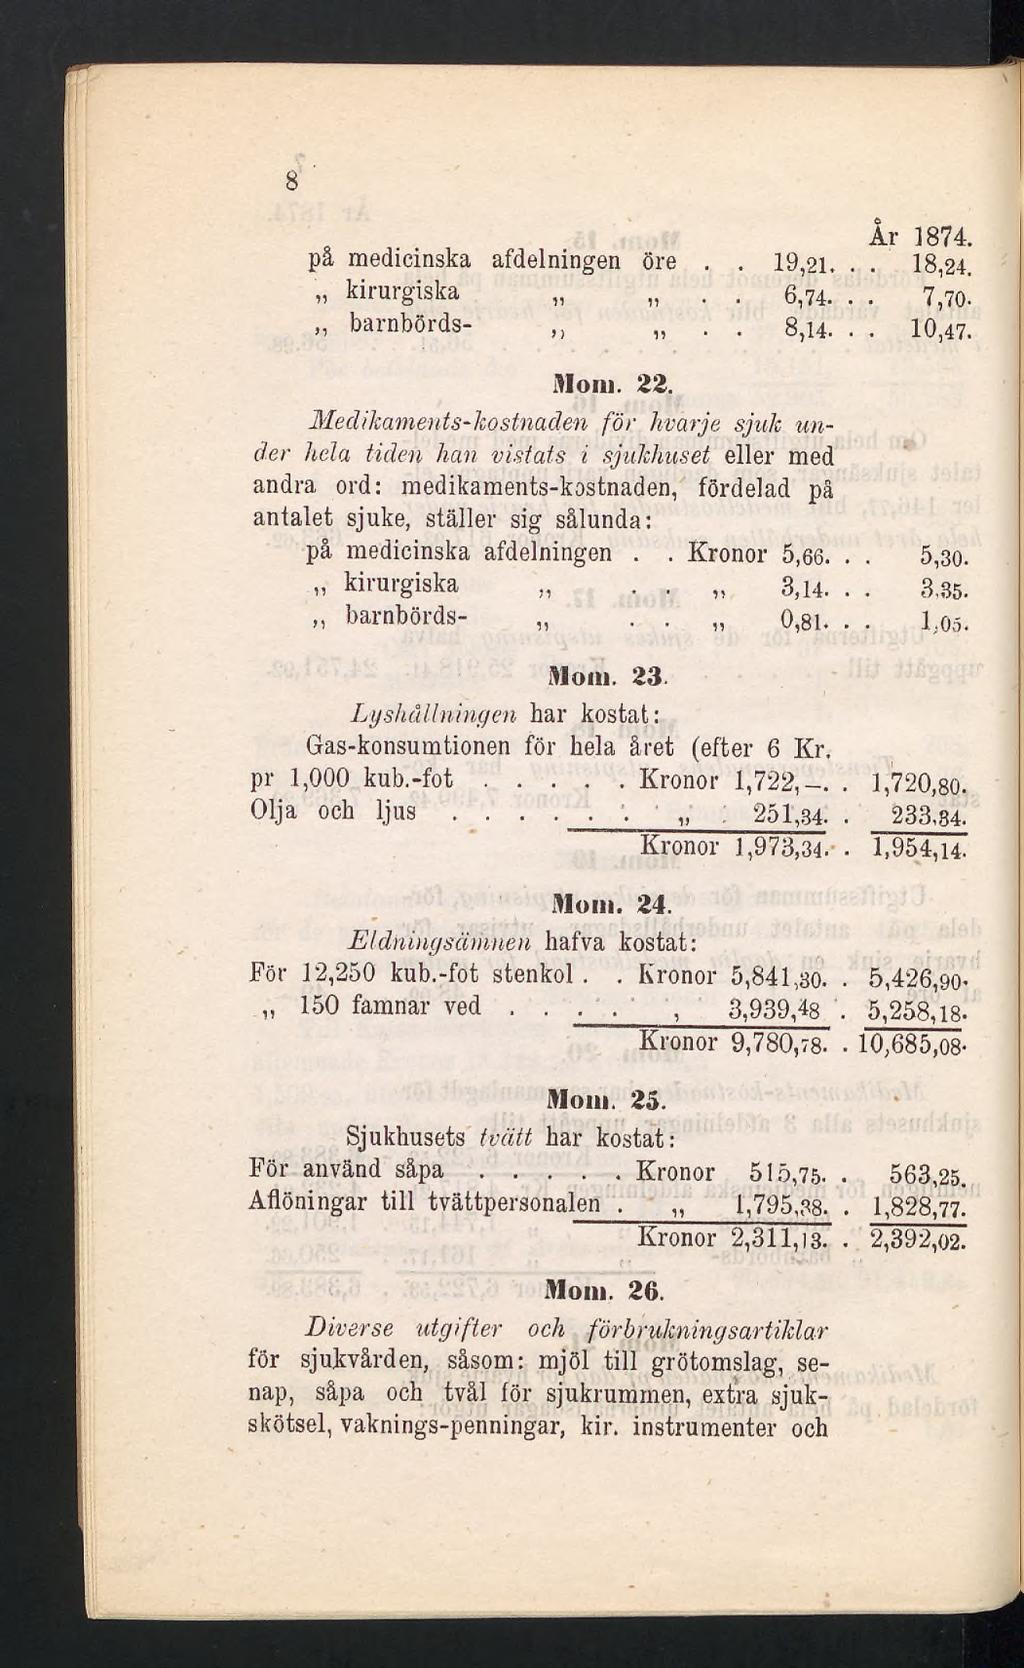 8
År 1874.
på medicinska afdelningen öre . . 19,21. . . 18,24.
„ kirurgiska „ „ . . 6,74. . . 7,70.
„ barnbörds- „ „ . . 8,14. . . 10,47.
Mom. 22.
Medikaments-kostnaden för hvarje sjuk un-
der hela tiden han vistats i sjukhuset eller med
andra ord: medikaments-kostnaden, fördelad på
antalet sjuke, ställer sig sålunda:
på medicinska afdelningen . . Kronor 5,66. . . 5,30.
„ kirurgiska „ . . „ 3,14. . . 3,35.
„ barnbörds- „ . . „ 0,81. . . 1,05.
Mom. 23.
Lyshållningen har kostat:
Gas-konsumtionen för hela året (efter 6 Kr.
pr 1,000 kub.-fot . . . . . Kronor 1,722,–. . 1,720,80.
Olja och ljus . . . . . . . „ . 251,34. . 233,34.
Kronor 1,973,34. . 1,954,14.
Mom. 24.
Eldningsämnen hafva kostat:
För 12,250 kub.-fot stenkol . . Kronor 5,841,30. . 5,426,90.
„ 150 famnar ved . . . . , 3,939,48 . 5,258,18.
Kronor 9,780,78. . 10,685,08.
Mom. 25.
Sjukhusets tvätt har kostat:
För använd såpa . . . . . Kronor 515,75. . 563,25.
Aflöningar till tvättpersonalen . „ 1,795,38. . 1,828,77.
Kronor 2,311,13. . 2,392,02.
Mom. 26.
Diverse utgifter och förbrukningsartiklar
för sjukvården, såsom: mjöl till grötomslag, se-
nap, såpa och tvål för sjukrummen, extra sjuk-
skötsel, vaknings-penningar, kir. instrumenter och